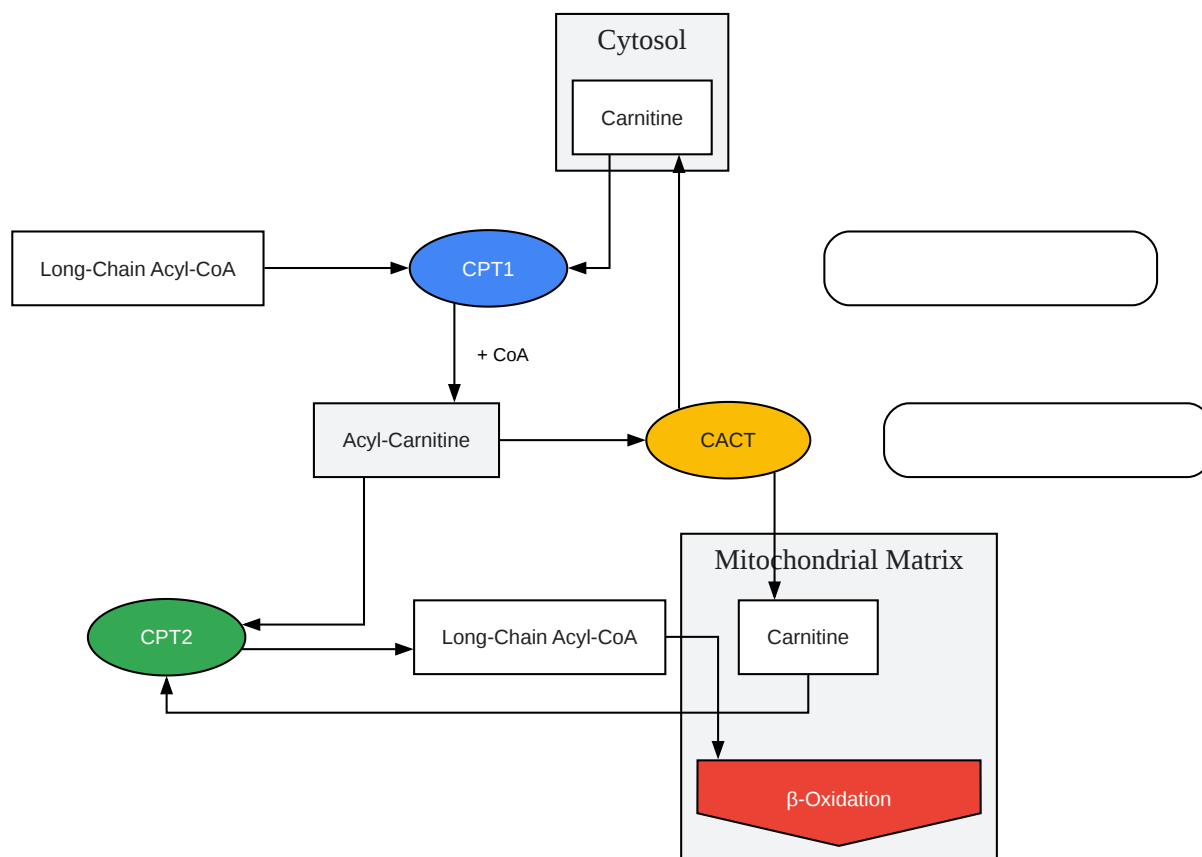 Cytosol
Carnitine
Long-Chain Acyl-CoA
CPT1
+ CoA
Acyl-Carnitine
CACT
Mitochondrial Matrix
CPT2
Long-Chain Acyl-CoA
Carnitine
β-Oxidation